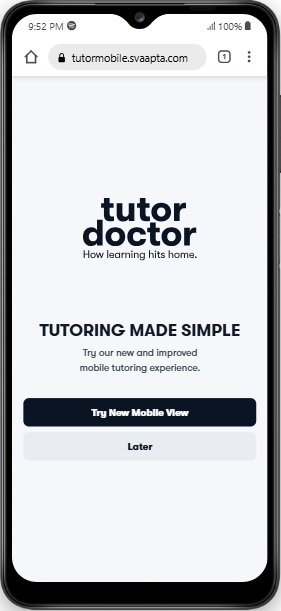 9:52 PM 100%
tutormobile.svaapta.com 1
tutor
doctor
How learning hits home.
TUTORING MADE SIMPLE
Try our new and improved
mobile tutoring experience.
Try New Mobile View
Later